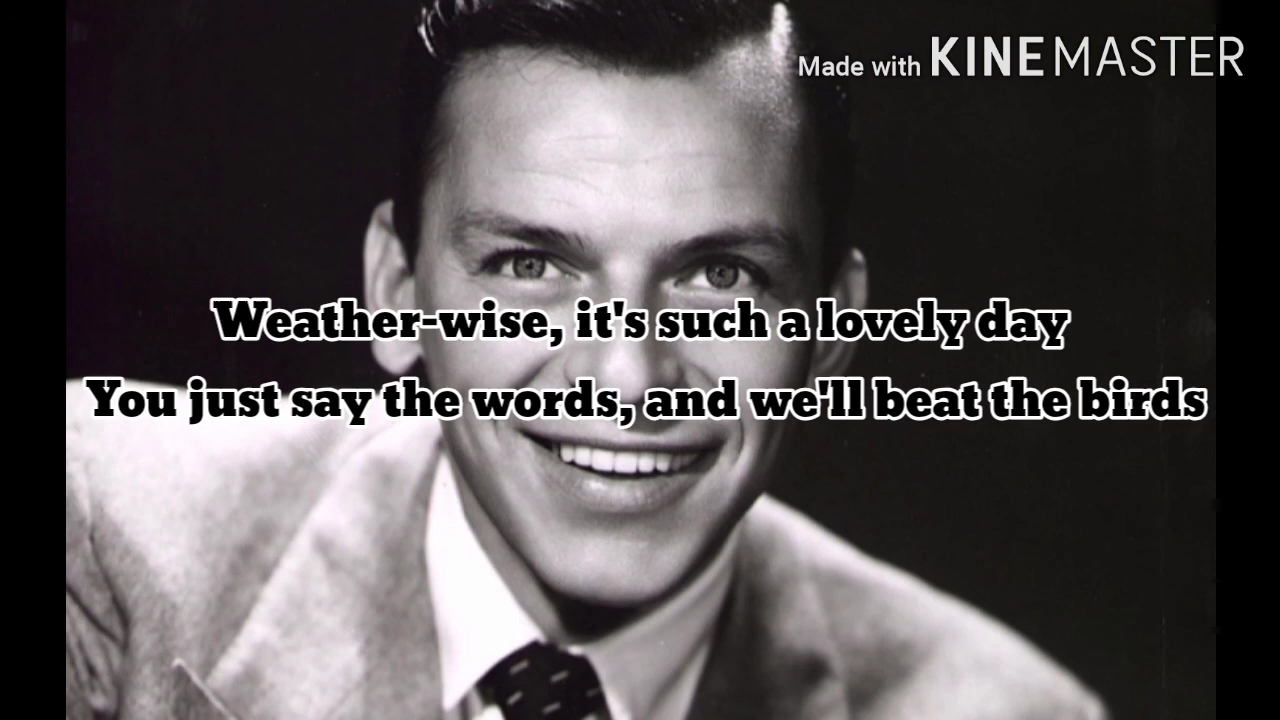 Made with KINEMASTER
Weather-wise, it's such a lovely day
You just say the words, and we'll beat the birds